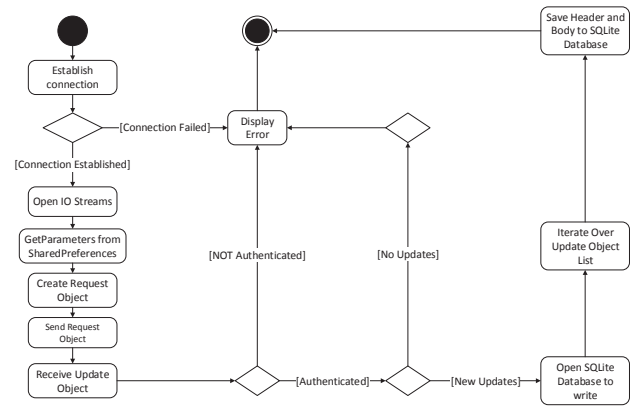 Save Header and
Body to SQLite
Database
Establish
connection
Display
Error
[Connection Failed]
[Connection Established]
Open IO Streams
GetParameters from
SharedPreferences
[NOT Authenticated]
[No Updates]
Iterate Over
Update Object
List
Create Request
Object
Send Request
Object
Receive Update
Object
[Authenticated]
[New Updates]
Open SQLite
Database to
write